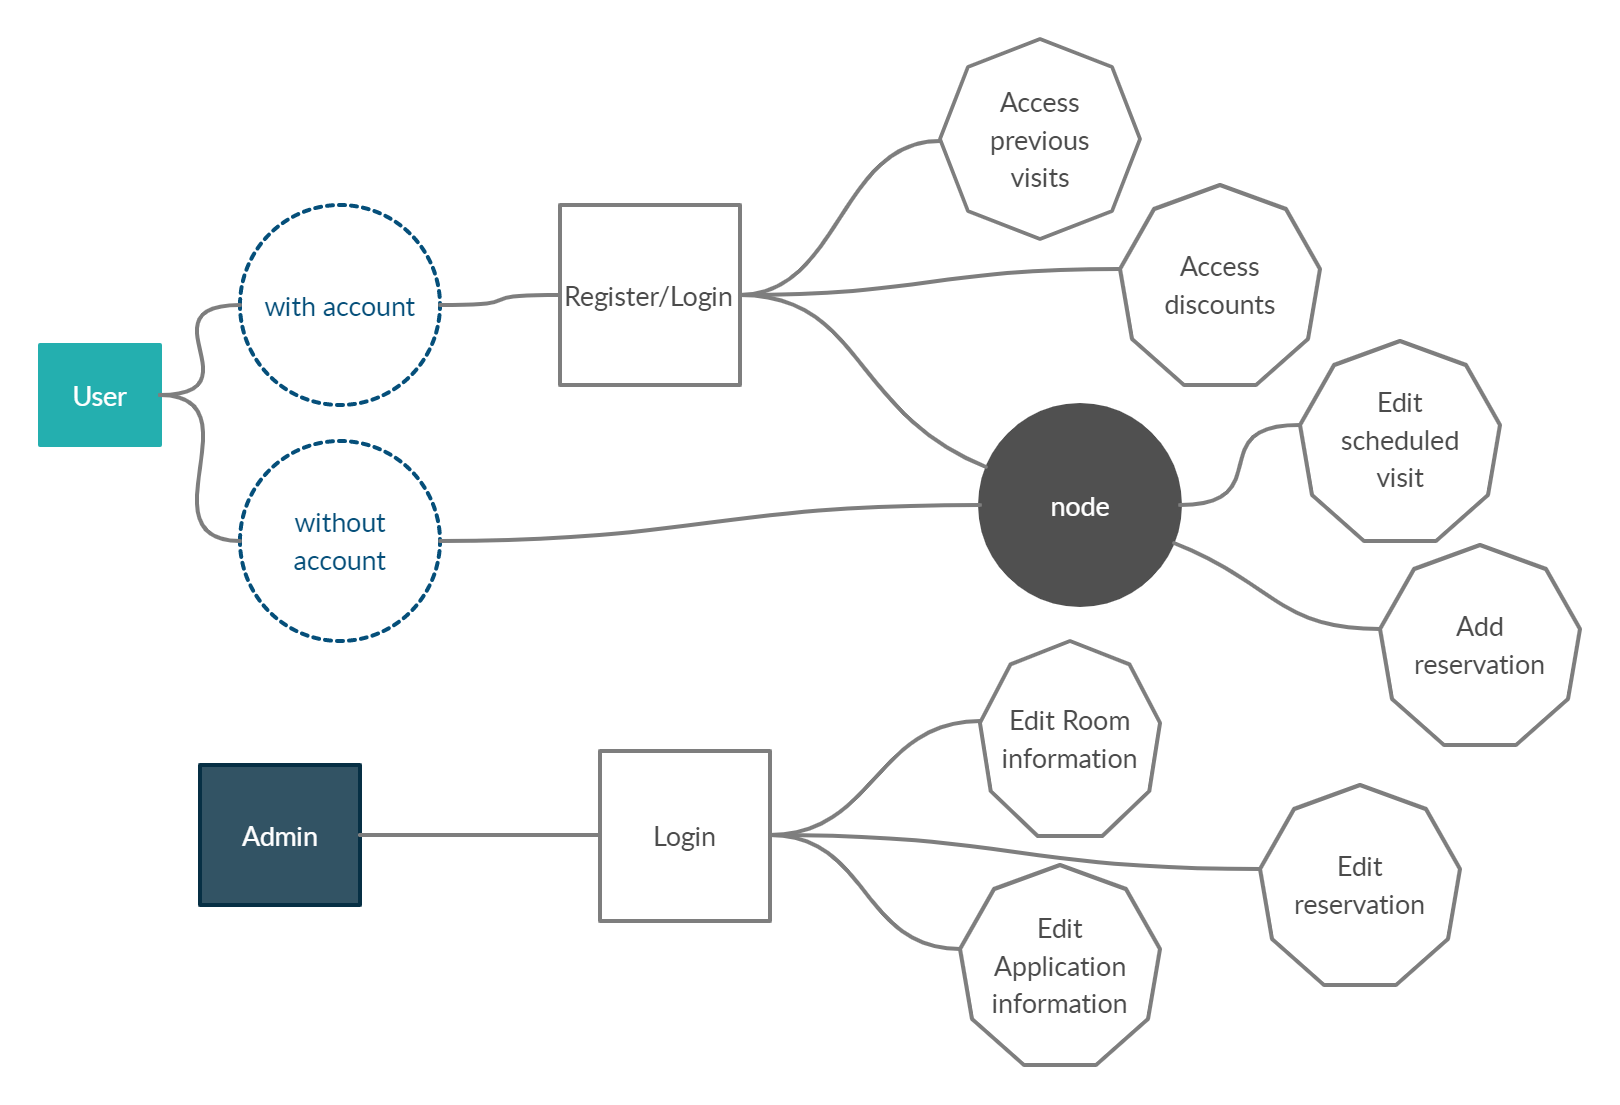 Access
previous
visits
Access
discounts
with account
Register/Login
User
Edit
scheduled
visit
without
account
node
Add
reservation
Edit Room
information
Admin
Login
Edit
reservation
Edit
Application
information